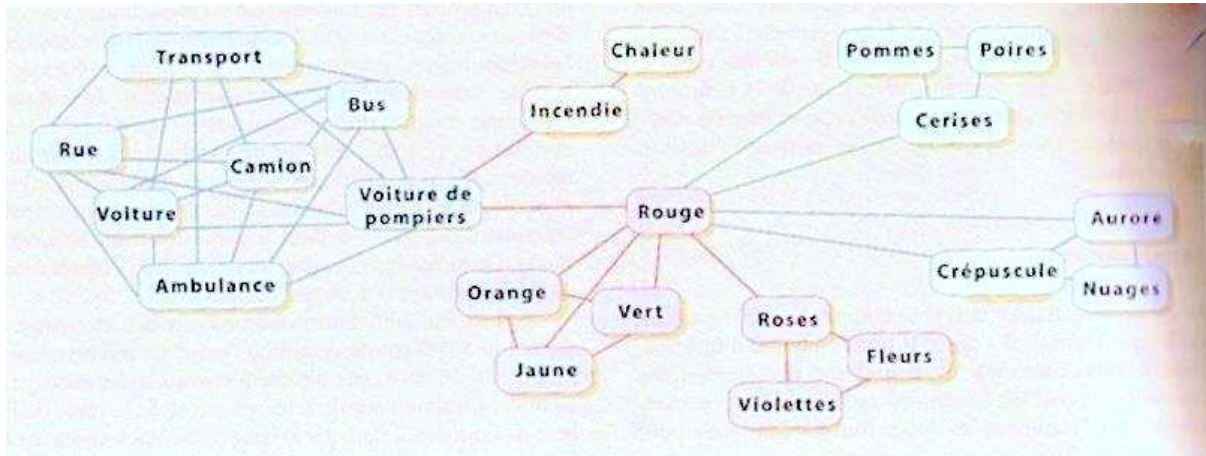 Transport
Chaleur
Pommes
Poires
Bus
Incendie
Cerises
Rue
Camion
Voiture
Voiture de
pompiers
Rouge
Aurore
Ambulance
Orange
Vert
Crépuscule
Nuages
Roses
Jaune
Fleurs
Violettes